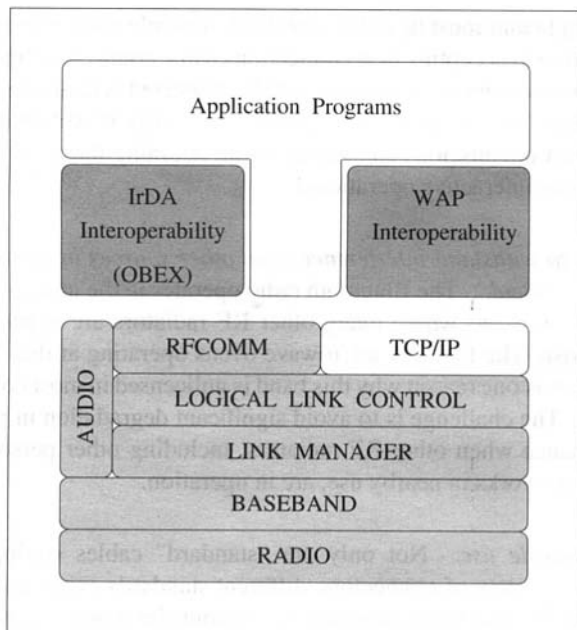 Application Programs
IrDA
Interoperability
(OBEX)
WAP
Interoperability
AUDIO
RFCOMM
TCP/IP
LOGICAL LINK CONTROL
LINK MANAGER
BASEBAND
RADIO